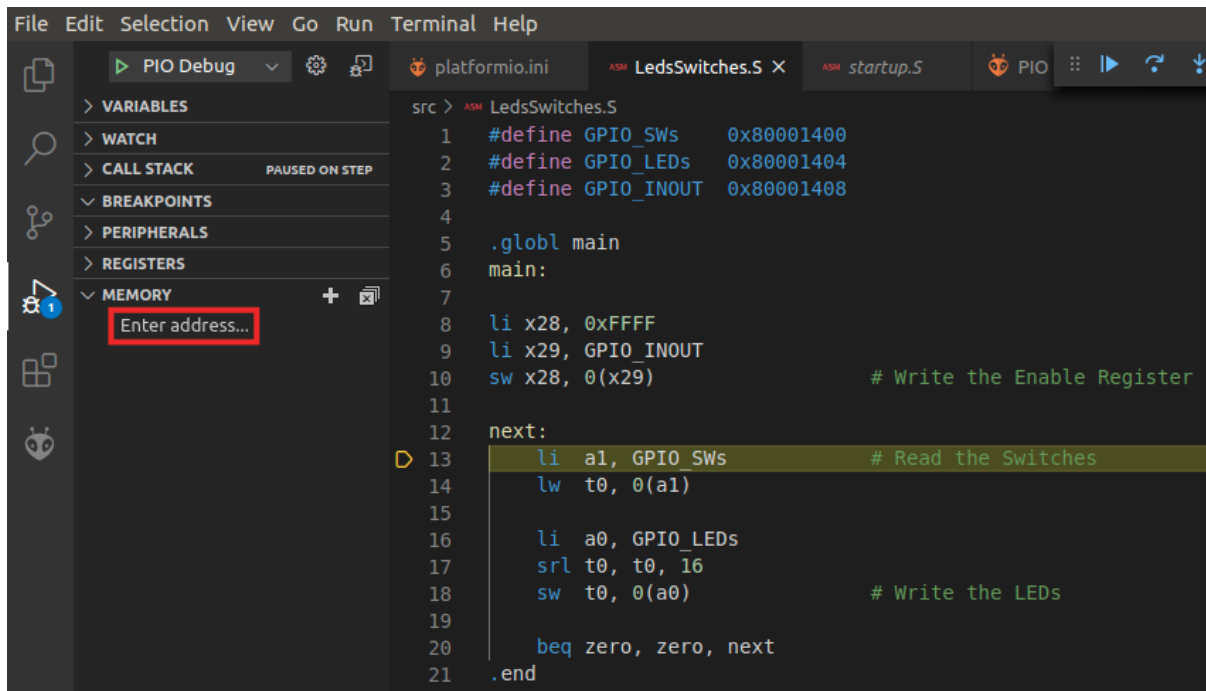 File Edit Selection View Go Run Terminal Help
PIO Debug
platformio.ini
ASM LedsSwitches.S
ASM startup.S
PIO
VARIABLES
WATCH
CALL STACK PAUSED ON STEP
BREAKPOINTS
PERIPHERALS
REGISTERS
MEMORY
Enter address...
1
src > ASM LedsSwitches.S
1 #define GPIO_SWs 0x80001400
2 #define GPIO_LEDs 0x80001404
3 #define GPIO_INOUT 0x80001408
4
5 .globl main
6 main:
7
8 li x28, 0xFFFF
9 li x29, GPIO_INOUT
10 sw x28, 0(x29) # Write the Enable Register
11
12 next:
13 li a1, GPIO_SWs # Read the Switches
14 lw t0, 0(a1)
15
16 li a0, GPIO_LEDs
17 srl t0, t0, 16
18 sw t0, 0(a0) # Write the LEDs
19
20 beq zero, zero, next
21 .end